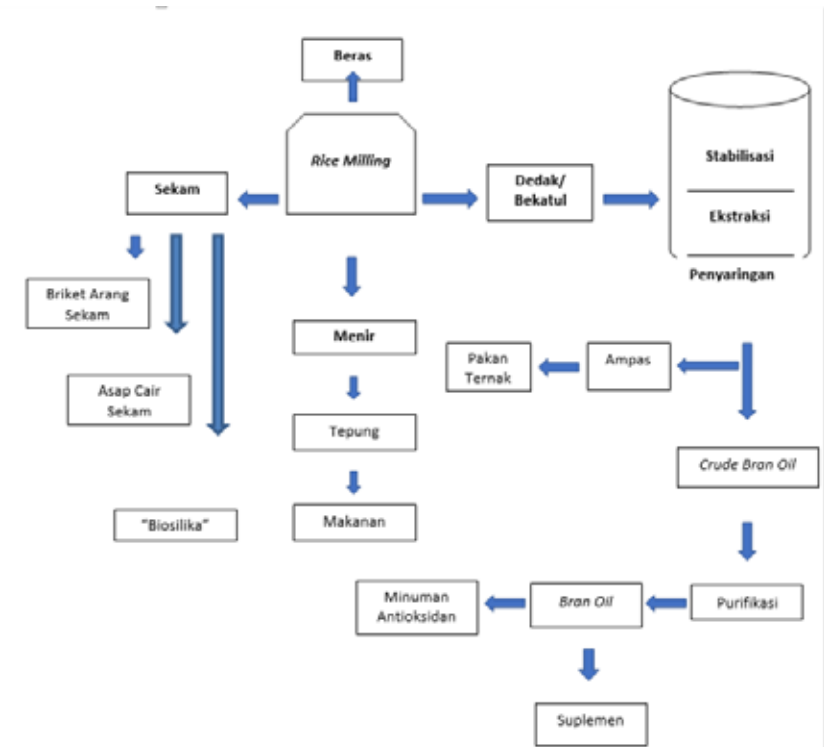 Beras
Rice Milling
Sekam
Dedak/
Bekatul
Stabilisasi
Ekstraksi
Penyaringan
Briket Arang
Sekam
Menir
Pakan
Ternak
Ampas
Asap Cair
Sekam
Tepung
Crude Bran Oil
"Biosilika"
Makanan
Minuman
Antioksidan
Bran Oil
Purifikasi
Suplemen